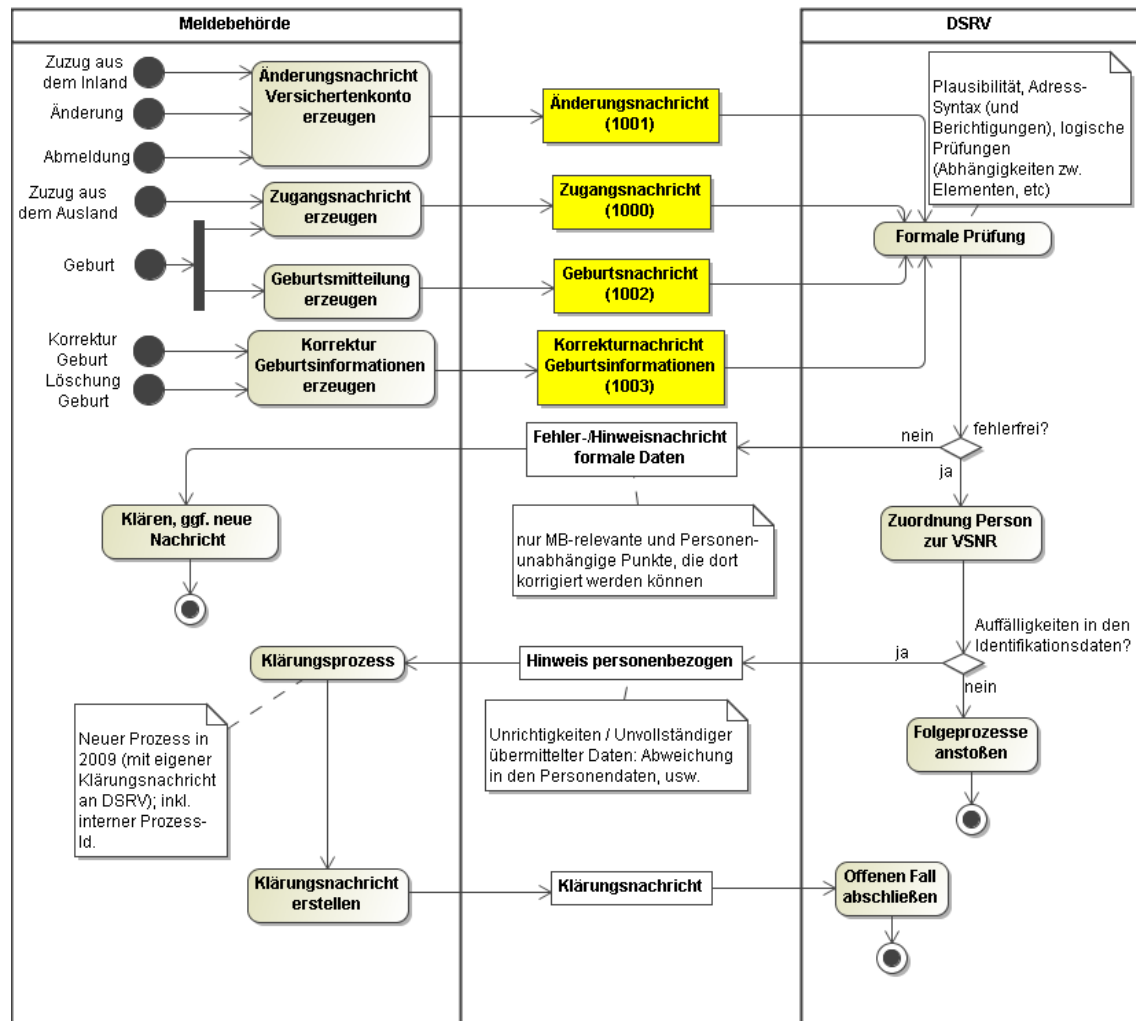 Meldebehörde
DSRV
Zuzug aus
dem Inland
Änderung
Abmeldung
Änderungsnachricht
Versichertenkonto
erzeugen
Änderungsnachricht
(1001)
Plausibilität, Adress-
Syntax (und
Berichtigungen), logische
Prüfungen
(Abhängigkeiten zw.
Elementen, etc)
Zuzug aus
dem Ausland
Zugangsnachricht
erzeugen
Zugangsnachricht
(1000)
Formale Prüfung
Geburt
Geburtsmitteilung
erzeugen
Geburtsnachricht
(1002)
Korrektur
Geburt
Löschung
Geburt
Korrektur
Geburtsinformationen
erzeugen
Korrekturnachricht
Geburtsinformationen
(1003)
fehlerfrei?
nein
ja
Fehler-/Hinweisnachricht
formale Daten
Klären, ggf. neue
Nachricht
nur MB-relevante und Personen-
unabhängige Punkte, die dort
korrigiert werden können
Zuordnung Person
zur VSNR
Auffälligkeiten in den
Identifikationsdaten?
ja
nein
Hinweis personenbezogen
Klärungsprozess
Unrichtigkeiten / Unvollständiger
übermittelter Daten: Abweichung
in den Personendaten, usw.
Neuer Prozess in
2009 (mit eigener
Klärungsnachricht
an DSRV); inkl.
interner Prozess-
Id.
Folgeprozesse
anstoßen
Klärungsnachricht
erstellen
Klärungsnachricht
Offenen Fall
abschließen